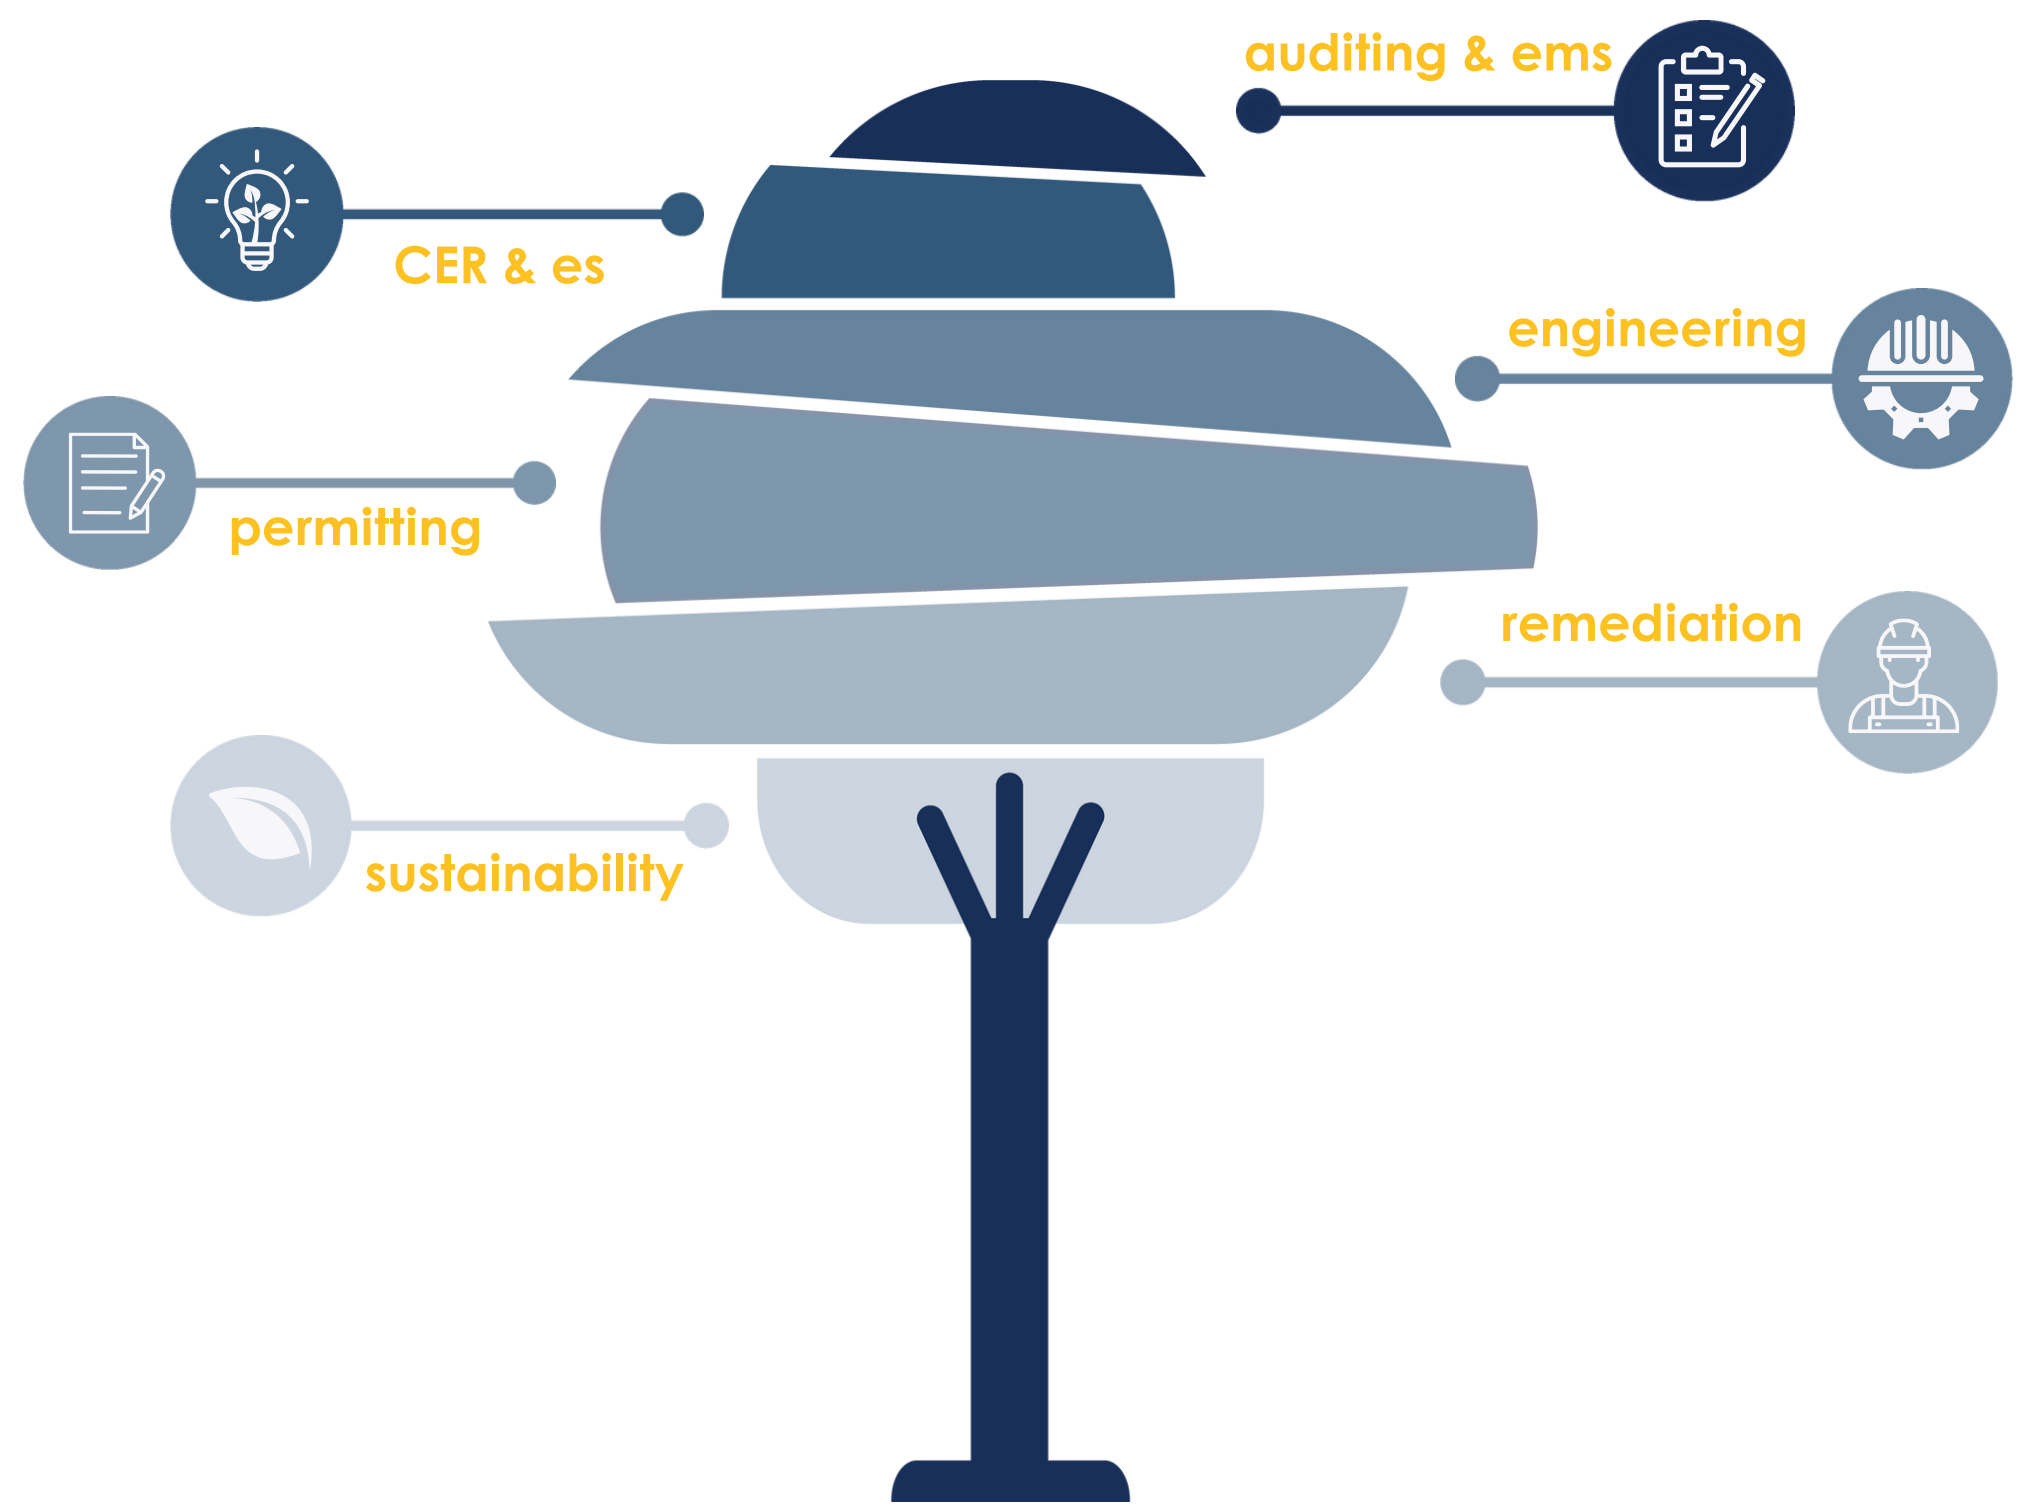 auditing & ems
CER & es
engineering
permitting
remediation
sustainability